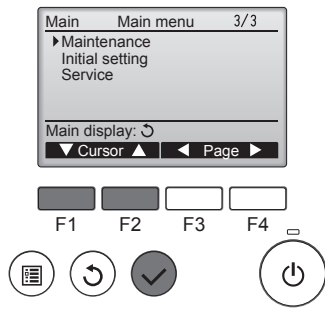 Main Main menu 3/3
Maintenance
Initial setting
Service
Main display:
Cursor Page
F1 F2 F3 F4